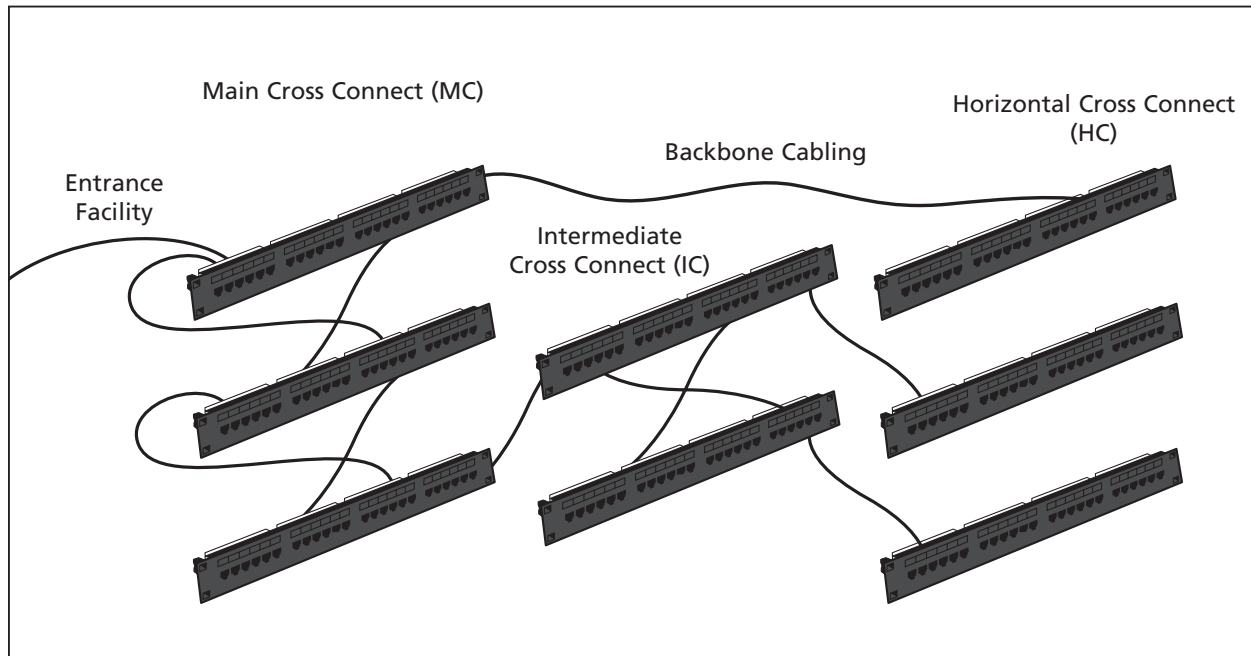 Main Cross Connect (MC)
Horizontal Cross Connect
(HC)
Backbone Cabling
Entrance
Facility
Intermediate
Cross Connect (IC)